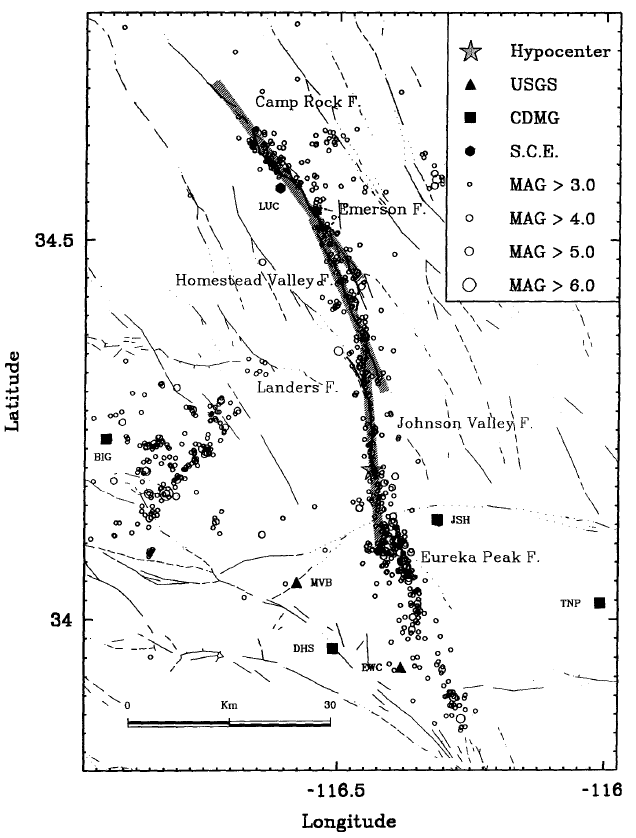 Hypocenter
USGS
CDMG
S.C.E.
MAG > 3.0
MAG > 4.0
MAG > 5.0
MAG > 6.0
Camp Rock F.
LUC
Emerson F.
34.5
Homestead Valley F.
Landers F.
Latitude
Johnson Valley F.
BIG
JSH
Eureka Peak F.
MVB
TNP
34
DHS
EWC
0 Km 30
-116.5 -116
Longitude